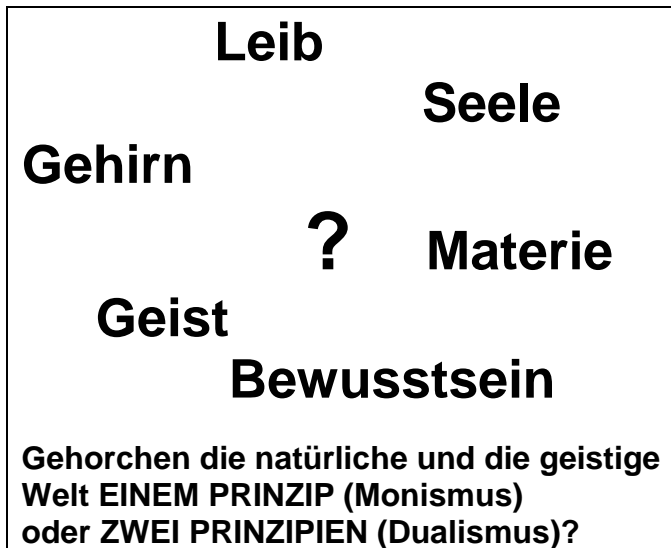 Leib
Seele
Gehirn
?
Materie
Geist
Bewusstsein
Gehorchen die natürliche und die geistige
Welt EINEM PRINZIP (Monismus)
oder ZWEI PRINZIPIEN (Dualismus)?